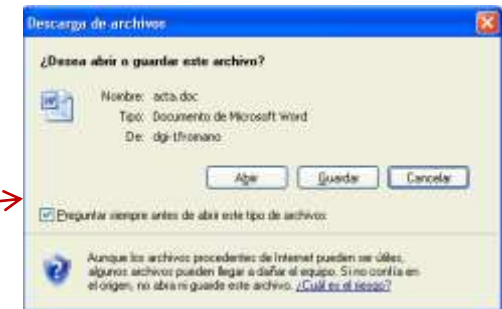 Descarga de archivos
¿Desea abrir o guardar este archivo?
Nombre: acta.doc
Tipo: Documento de Microsoft Word
De: dgi-tfromano
Abrir Guardar Cancelar
Preguntar siempre antes de abrir este tipo de archivos
Aunque los archivos procedentes de Internet pueden ser útiles,
algunos archivos pueden llegar a dañar el equipo. Si no confía en
el origen, no abra ni guarde este archivo. ¿Cuál es el riesgo?